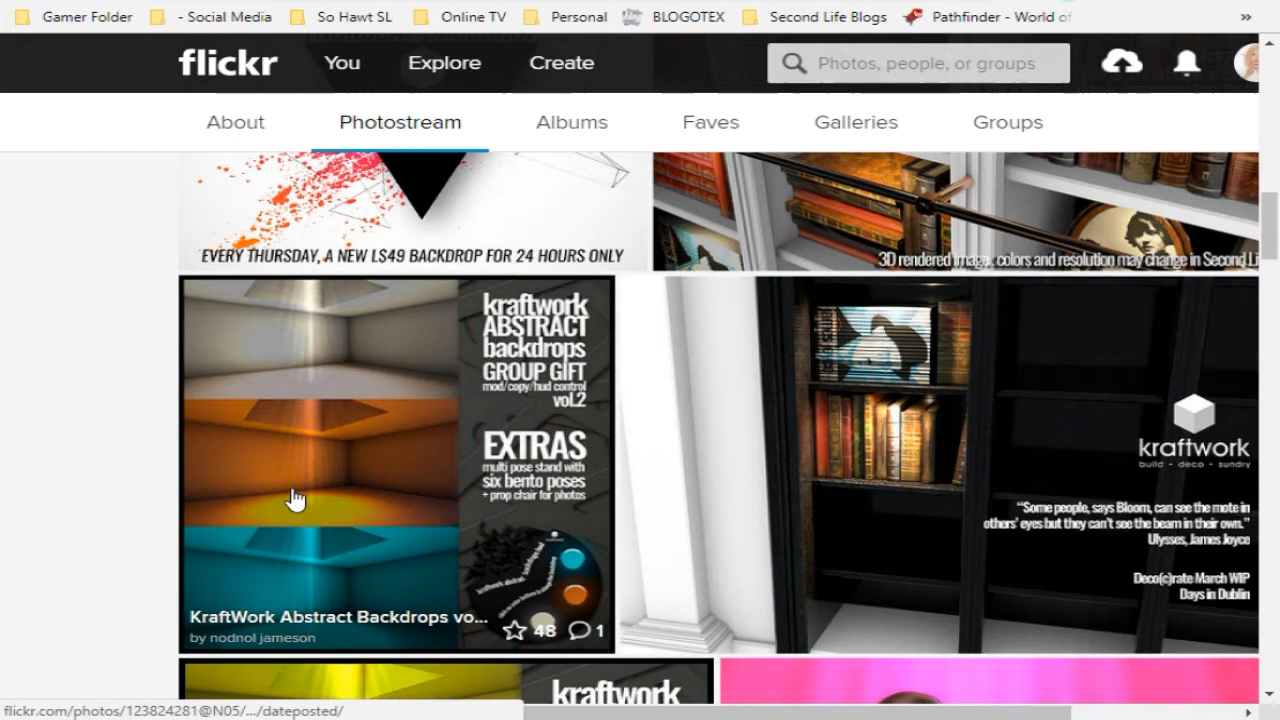 Gamer Folder - Social Media So Hawt SL Online TV Personal BLOGOTEX Second Life Blogs Pathfinder - World of »
flickr You Explore Create Photos, people, or groups
About Photostream Albums Faves Galleries Groups
EVERY THURSDAY, A NEW LS49 BACKDROP FOR 24 HOURS ONLY
3D rendered image, colors and resolution may change in Second Li
kraftwork
ABSTRACT
backdrops
GROUP GIFT
mod/copy/hud control
vol.2
EXTRAS
multi pose stand with
six bento poses
+ prop chair for photos
KraftWork Abstract Backdrops vo...
by nodnol jameson
48 1
kraftwork
build - deco - sundry
“Some people, says Bloom, can see the mote in
others’ eyes but they can’t see the beam in their own.”
Ulysses, James Joyce
Deco(c)rate March WIP
Days in Dublin
kraftwork
flickr.com/photos/123824281@N05/.../dateposted/